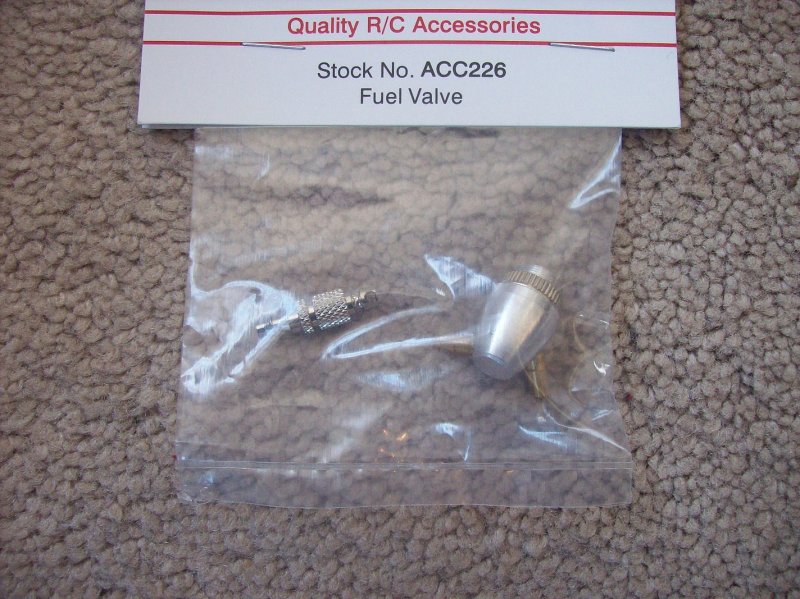 Quality R/C Accessories
Stock No. ACC226
Fuel Valve